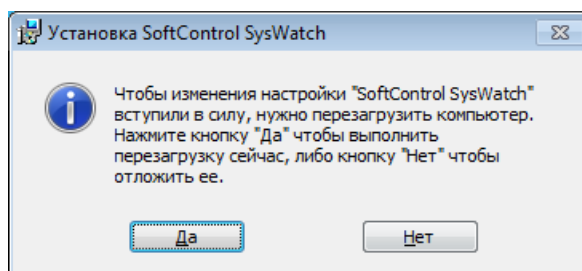 Установка SoftControl SysWatch
Чтобы изменения настройки "SoftControl SysWatch"
вступили в силу, нужно перезагрузить компьютер.
Нажмите кнопку "Да" чтобы выполнить
перезагрузку сейчас, либо кнопку "Нет" чтобы
отложить ее.
Да
Нет